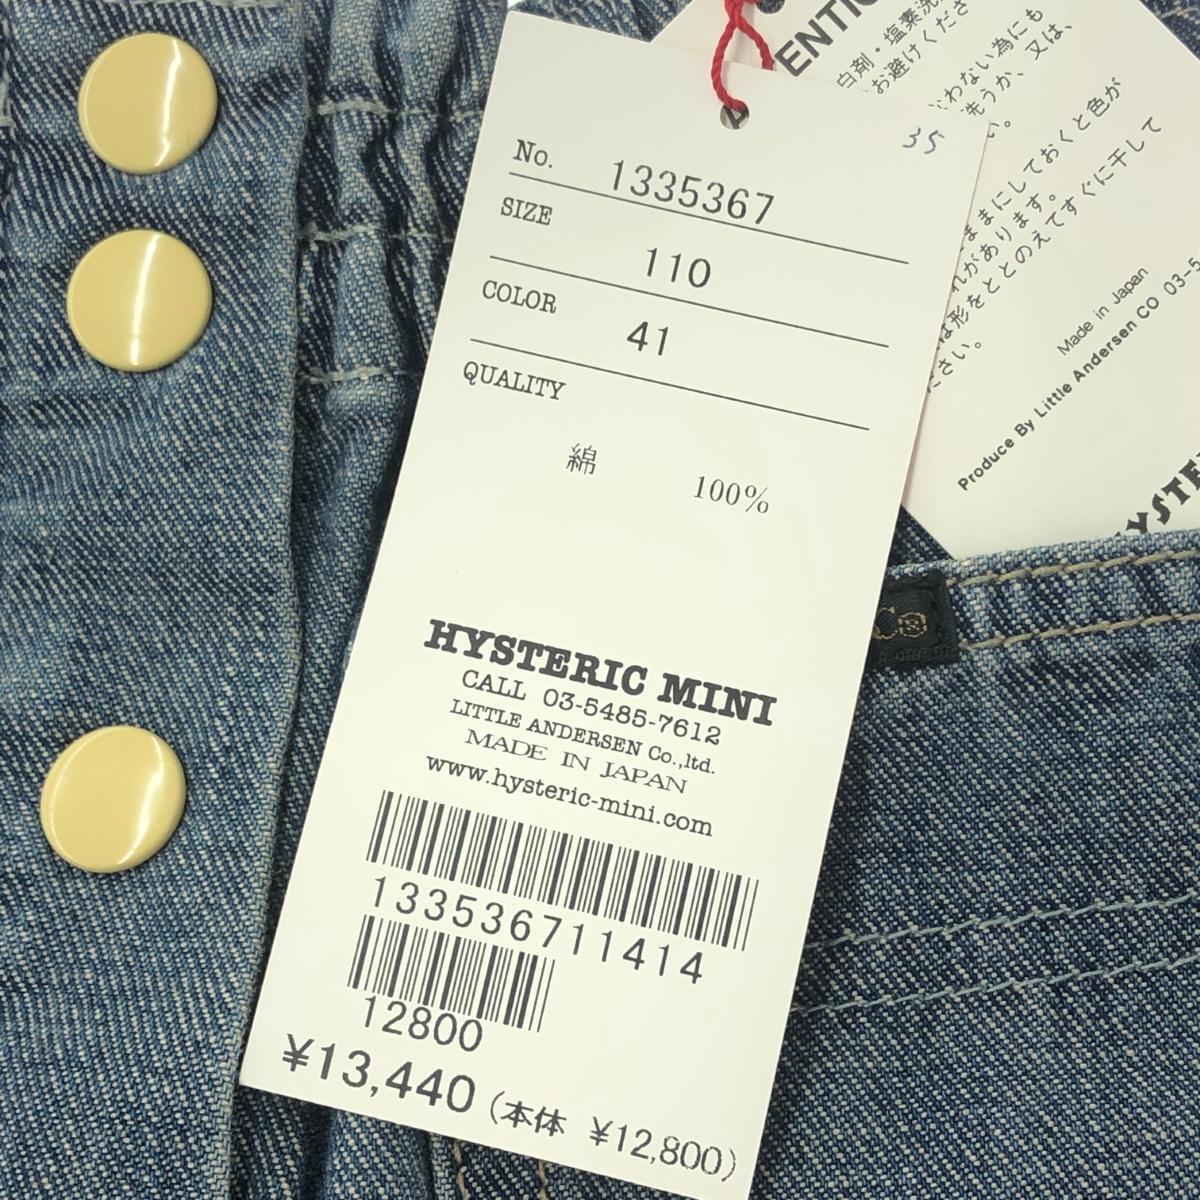 No. 1335367
35
SIZE 110
COLOR 41
QUALITY
綿 100%
HYSTERIC MINI
CALL 03-5485-7612
LITTLE ANDERSEN Co.,ltd.
MADE IN JAPAN
www.hysteric-mini.com
133536711414
12800
¥13,440 (本体 ¥12,800)
ENTIC
白剤・塩素洗
お避けくださ
わない為にも
洗うか、又は、
い。
ままにしておくと色が
れがあります。
は形をととのえてすぐに干して
ださい。
Made in Japan
Produce By Little Andersen CO 03-5
YSTE
C®